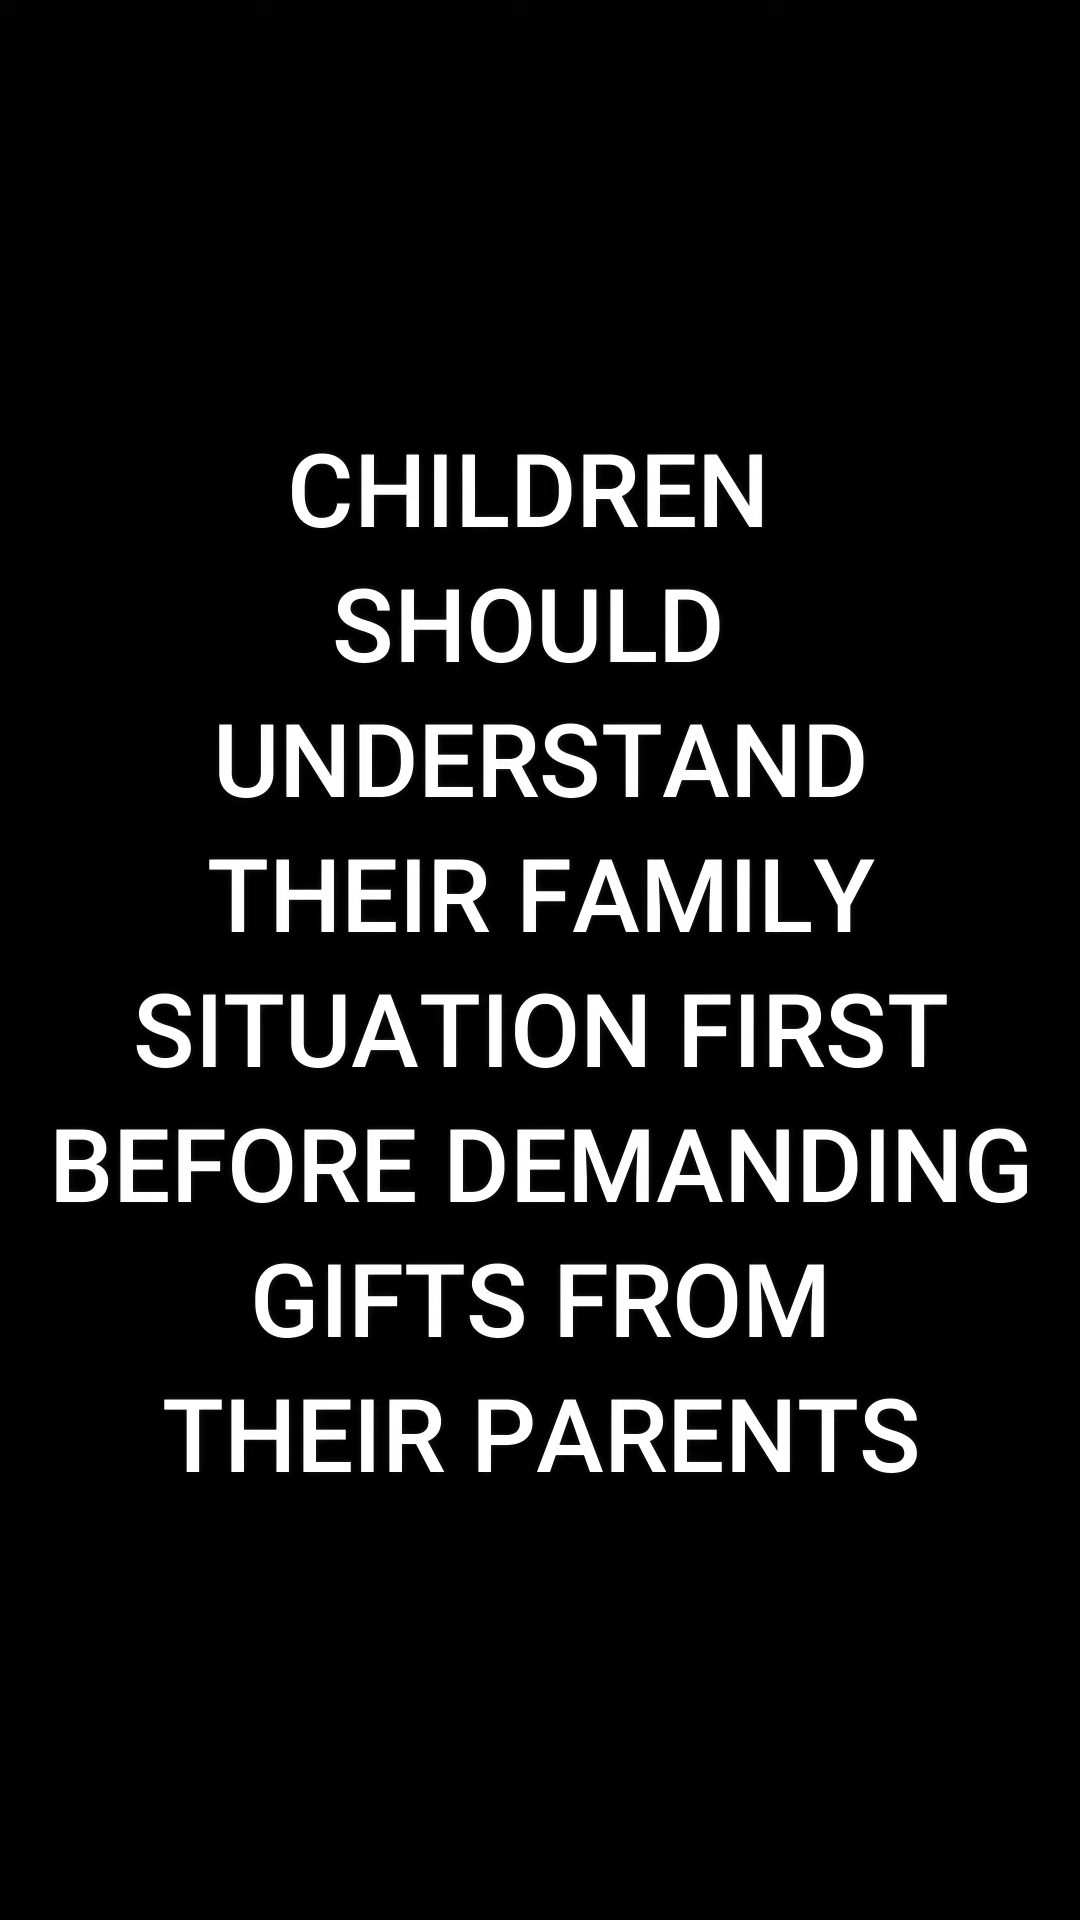 CHILDREN
SHOULD
UNDERSTAND
THEIR FAMILY
SITUATION FIRST
BEFORE DEMANDING
GIFTS FROM
THEIR PARENTS